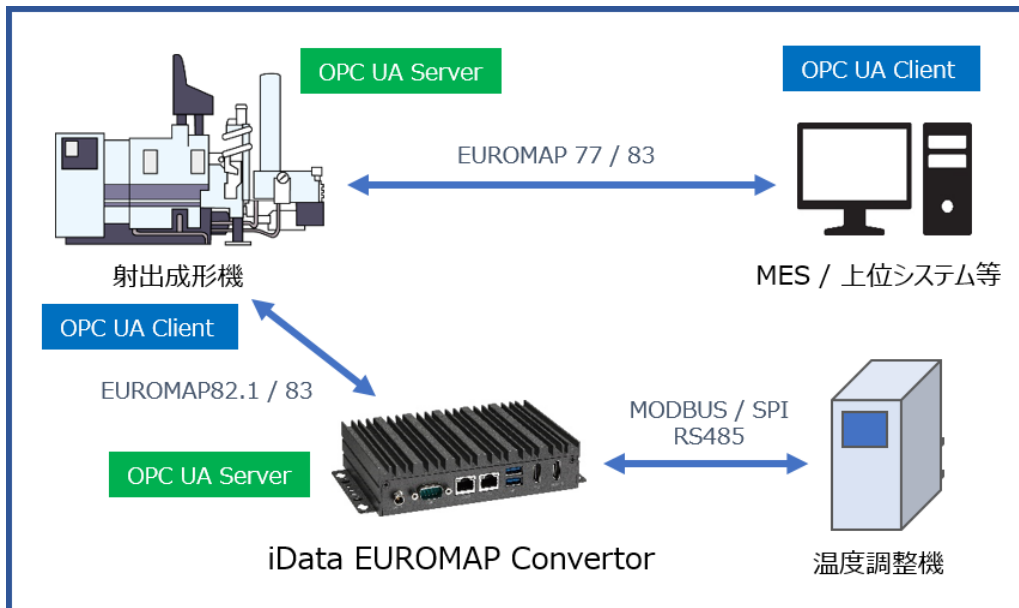 OPC UA Server
OPC UA Client
EUROMAP 77 / 83
射出成形機
MES / 上位システム等
OPC UA Client
EUROMAP82.1 / 83
MODBUS / SPI
RS485
OPC UA Server
iData EUROMAP Convertor
温度調整機